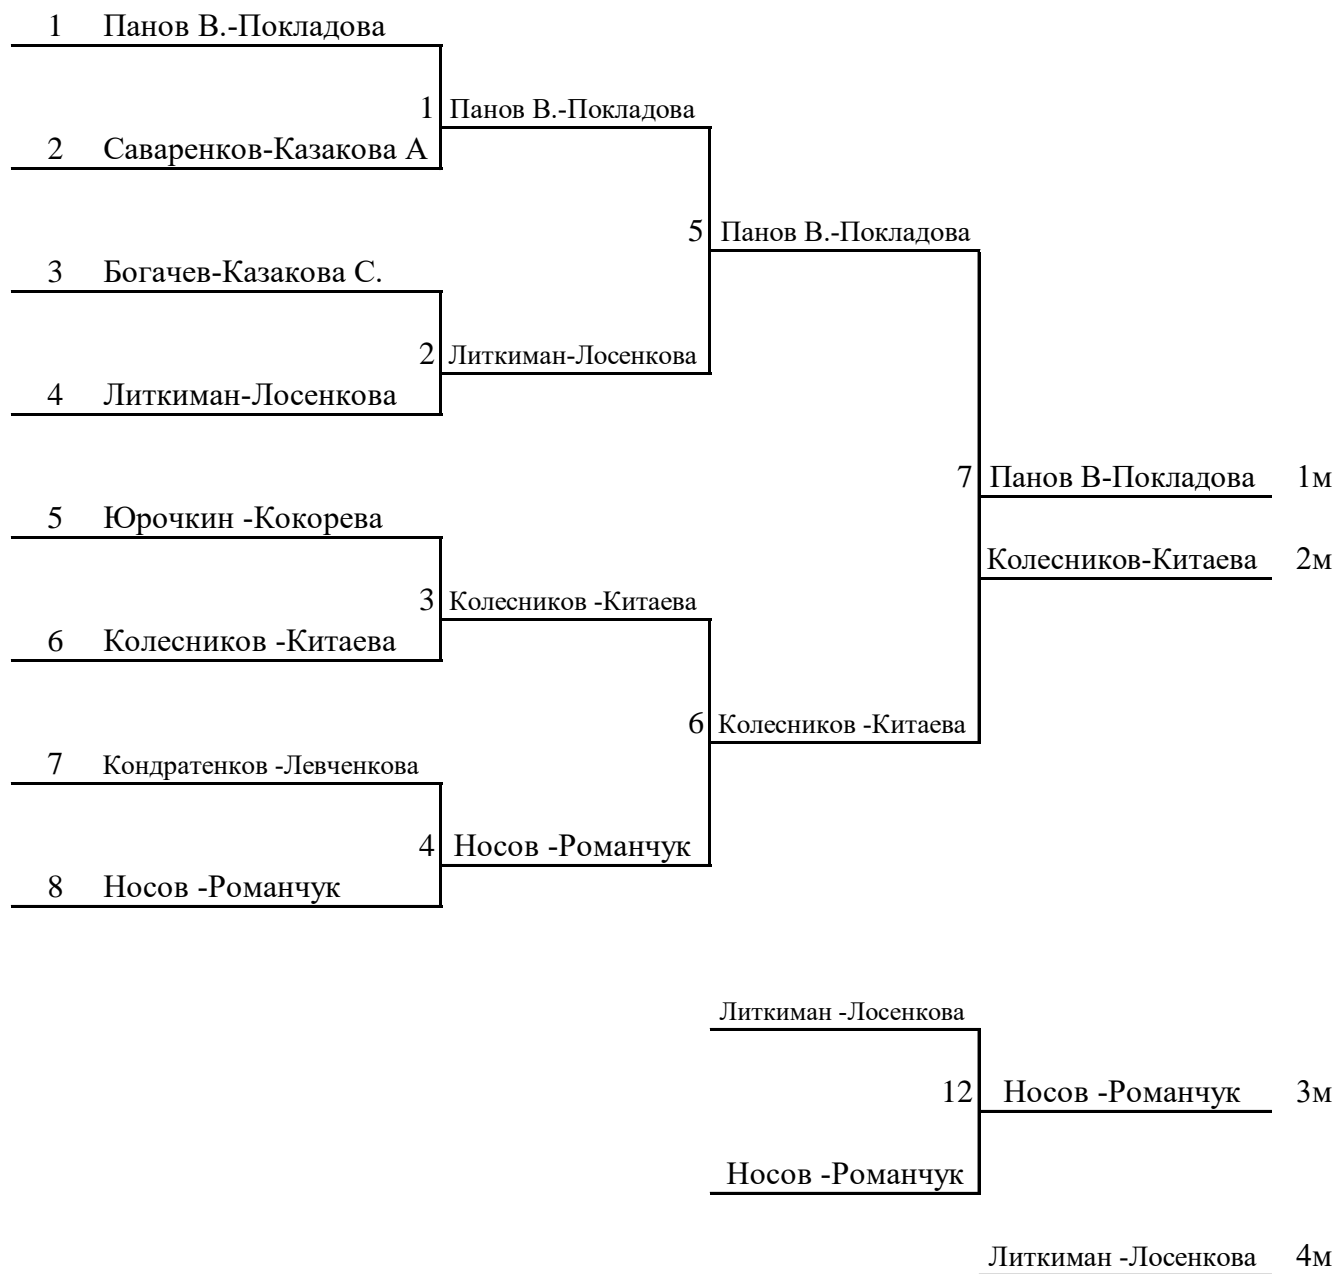 1 Панов В.-Покладова
1 Панов В.-Покладова
2 Саваренков-Казакова А
5 Панов В.-Покладова
3 Богачев-Казакова С.
2 Литкиман-Лосенкова
4 Литкиман-Лосенкова
7 Панов В-Покладова 1м
5 Юрочкин -Кокорева
Колесников-Китаева 2м
3 Колесников -Китаева
6 Колесников -Китаева
6 Колесников -Китаева
7 Кондратенков -Левченкова
4 Носов -Романчук
8 Носов -Романчук
Литкиман -Лосенкова
12 Носов -Романчук 3м
Носов -Романчук
Литкиман -Лосенкова 4м